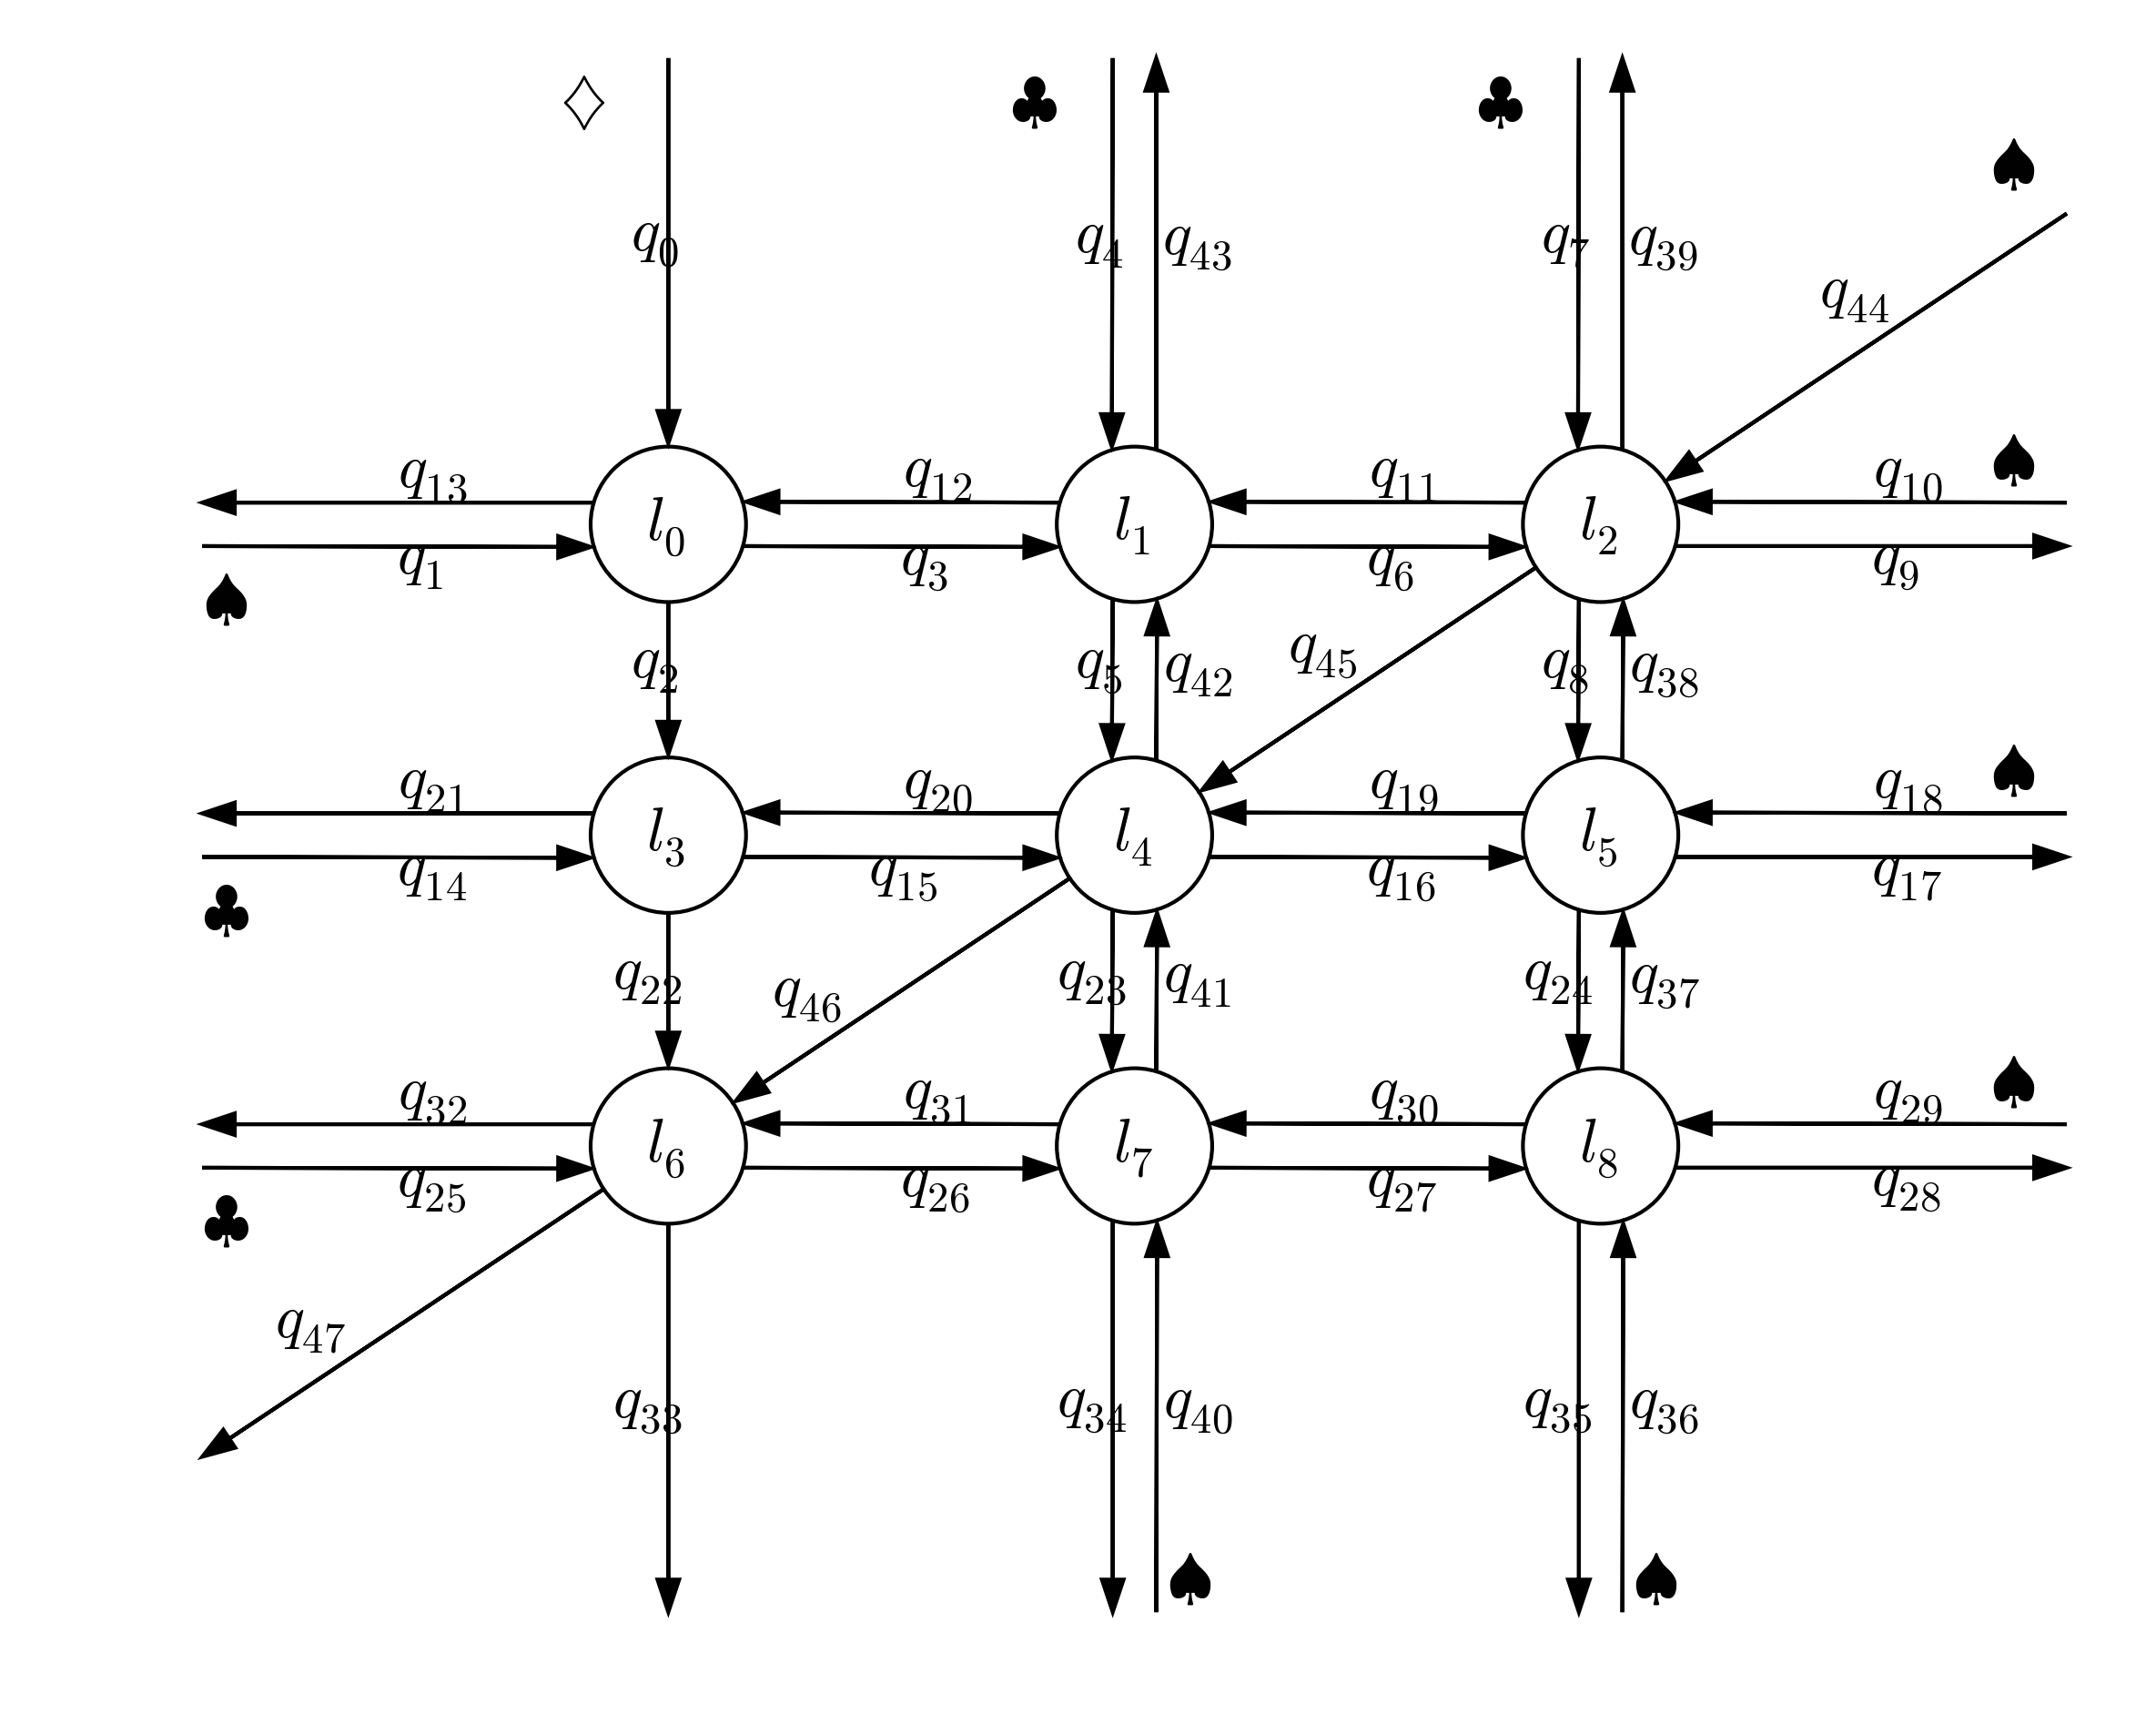 ♢ ♣ ♣ ♠
q₀ q₄ q₄₃ q₇ q₃₉ q₄₄
q₁₃ q₁₂ q₁₁ q₁₀ ♠
l₀ l₁ l₂
q₁ q₃ q₆ q₉
♠
q₂ q₅ q₄₂ q₄₅ q₈ q₃₈
q₂₁ q₂₀ q₁₉ q₁₈ ♠
l₃ l₄ l₅
q₁₄ q₁₅ q₁₆ q₁₇
♣
q₂₂ q₄₆ q₂₃ q₄₁ q₂₄ q₃₇
q₃₂ q₃₁ q₃₀ q₂₉ ♠
l₆ l₇ l₈
q₂₅ q₂₆ q₂₇ q₂₈
♣
q₄₇
q₃₃ q₃₄ q₄₀ q₃₅ q₃₆
♠ ♠